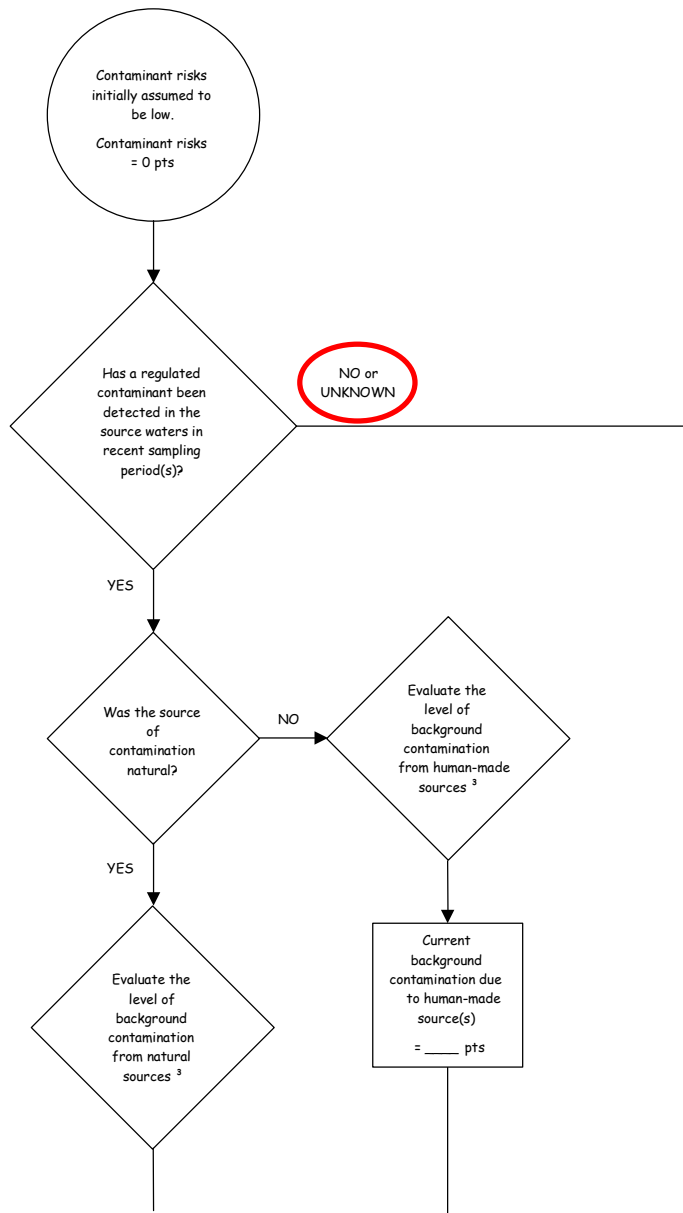 Contaminant risks
initially assumed to
be low.
Contaminant risks
= 0 pts
Has a regulated
contaminant been
detected in the
source waters in
recent sampling
period(s)?
NO or
UNKNOWN
YES
Was the source
of
contamination
natural?
NO
Evaluate the
level of
background
contamination
from human-made
sources ³
YES
Evaluate the
level of
background
contamination
from natural
sources ³
Current
background
contamination due
to human-made
source(s)
= ____ pts